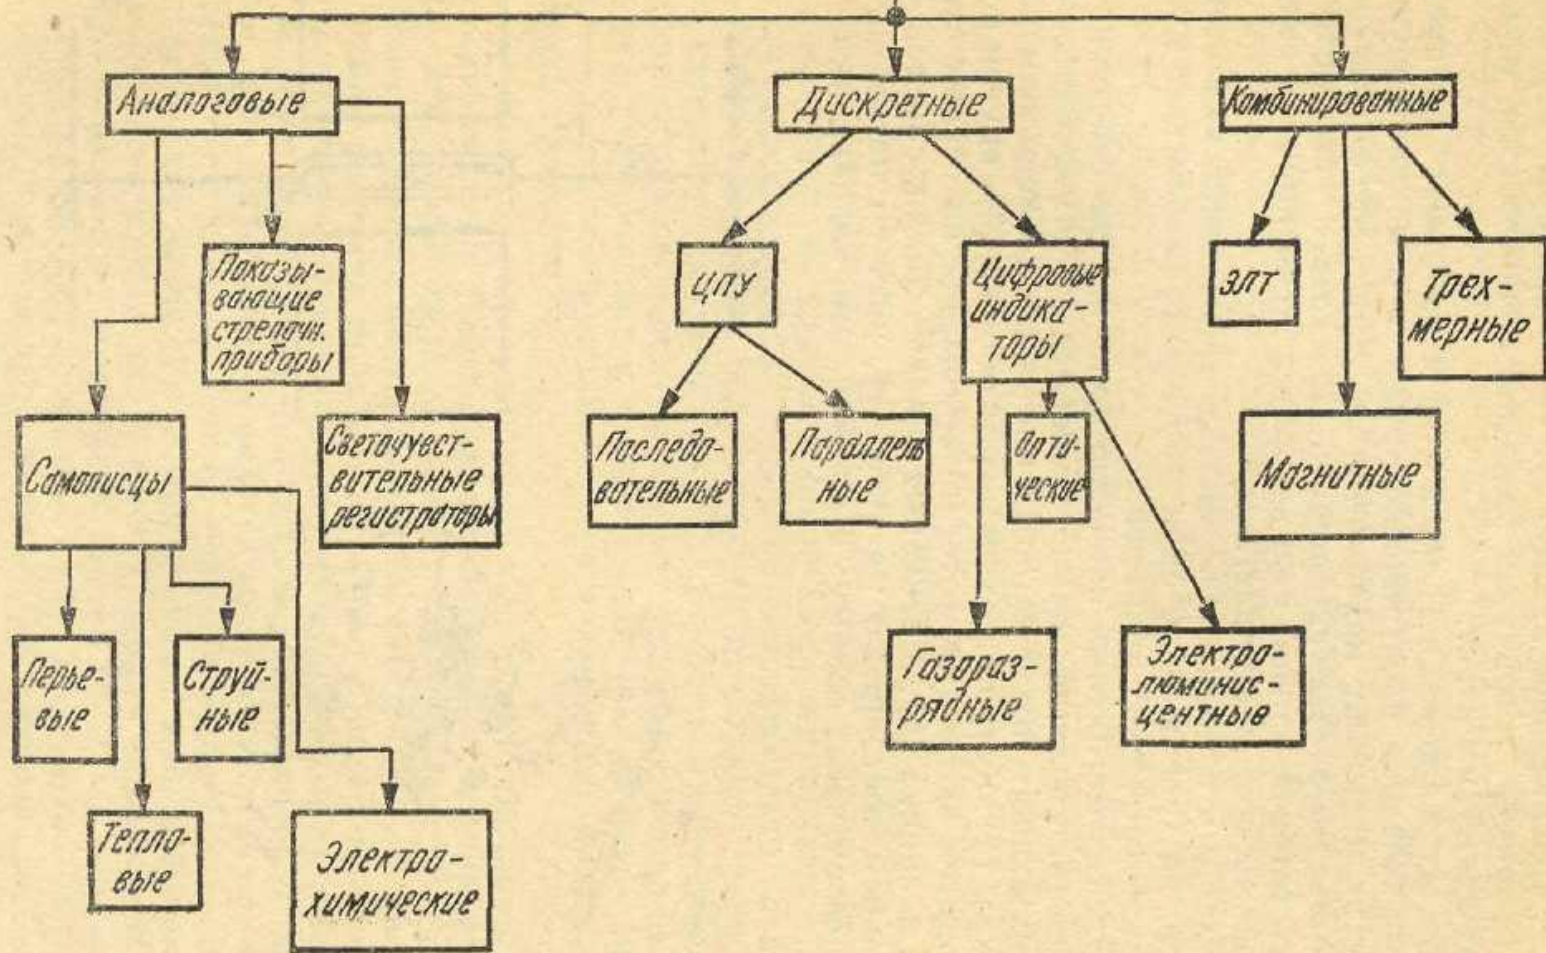 Аналоговые
Дискретные
Комбинированные
Показы-
вающие
стрелочн.
приборы
ЦПУ
Цифровые
индика-
торы
ЭЛТ
Трех-
мерные
Самописцы
Светочувст-
вительные
регистраторы
Последо-
вательные
Параллель
ные
Опти-
ческие
Магнитные
Перье-
вые
Струй-
ные
Газораз-
рядные
Электро-
люминис-
центные
Тепло-
вые
Электро-
химические